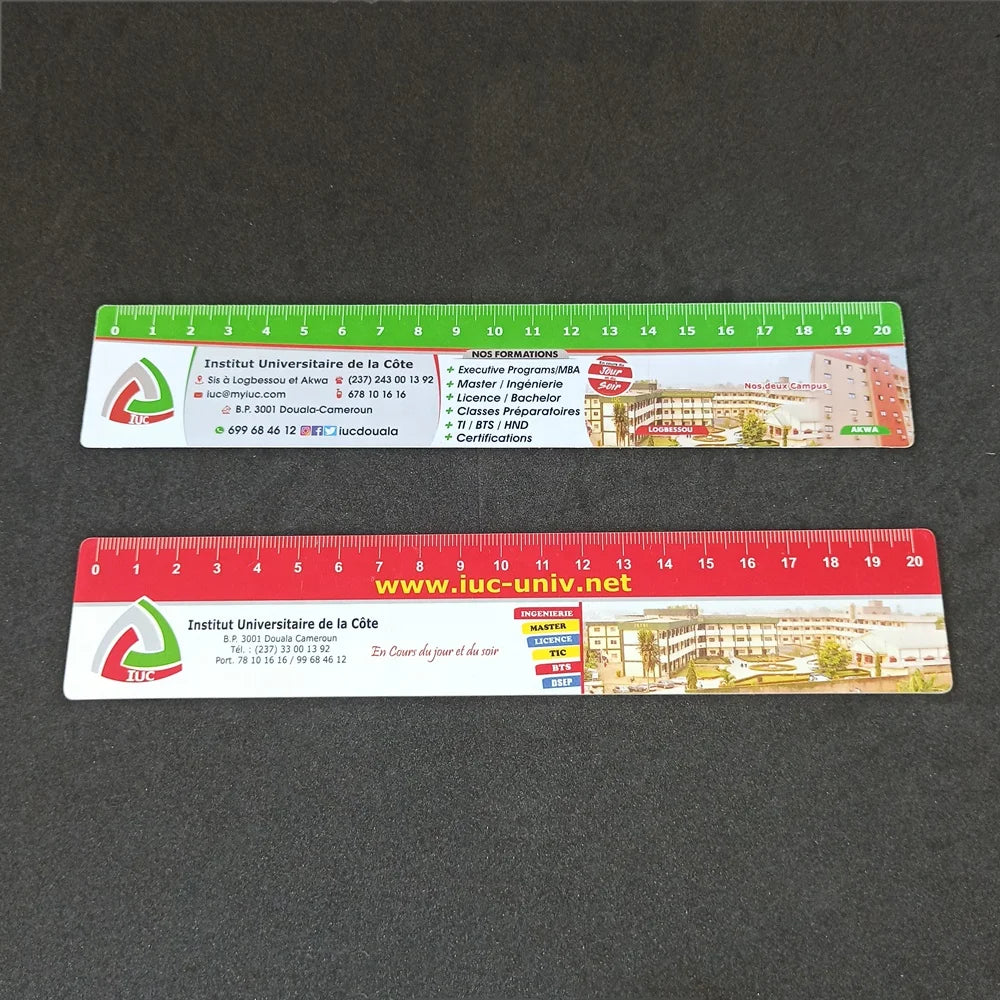 0 1 2 3 4 5 6 7 8 9 10 11 12 13 14 15 16 17 18 19 20
IUC
Institut Universitaire de la Côte
Sis à Logbessou et Akwa (237) 243 00 13 92
iuc@myiuc.com 678 10 16 16
B.P. 3001 Douala-Cameroun
699 68 46 12 iucdouala
NOS FORMATIONS
+ Executive Programs/MBA
+ Master / Ingénierie
+ Licence / Bachelor
+ Classes Préparatoires
+ TI / BTS / HND
+ Certifications
Jour
Soir
Nos deux Campus
LOGBESSOU
AKWA
0 1 2 3 4 5 6 7 8 9 10 11 12 13 14 15 16 17 18 19 20
www.iuc-univ.net
IUC
Institut Universitaire de la Côte
B.P. 3001 Douala Cameroun
Tél. : (237) 33 00 13 92
Port. 78 10 16 16 / 99 68 46 12
En Cours du jour et du soir
INGENIERIE
MASTER
LICENCE
TIC
BTS
DSEP